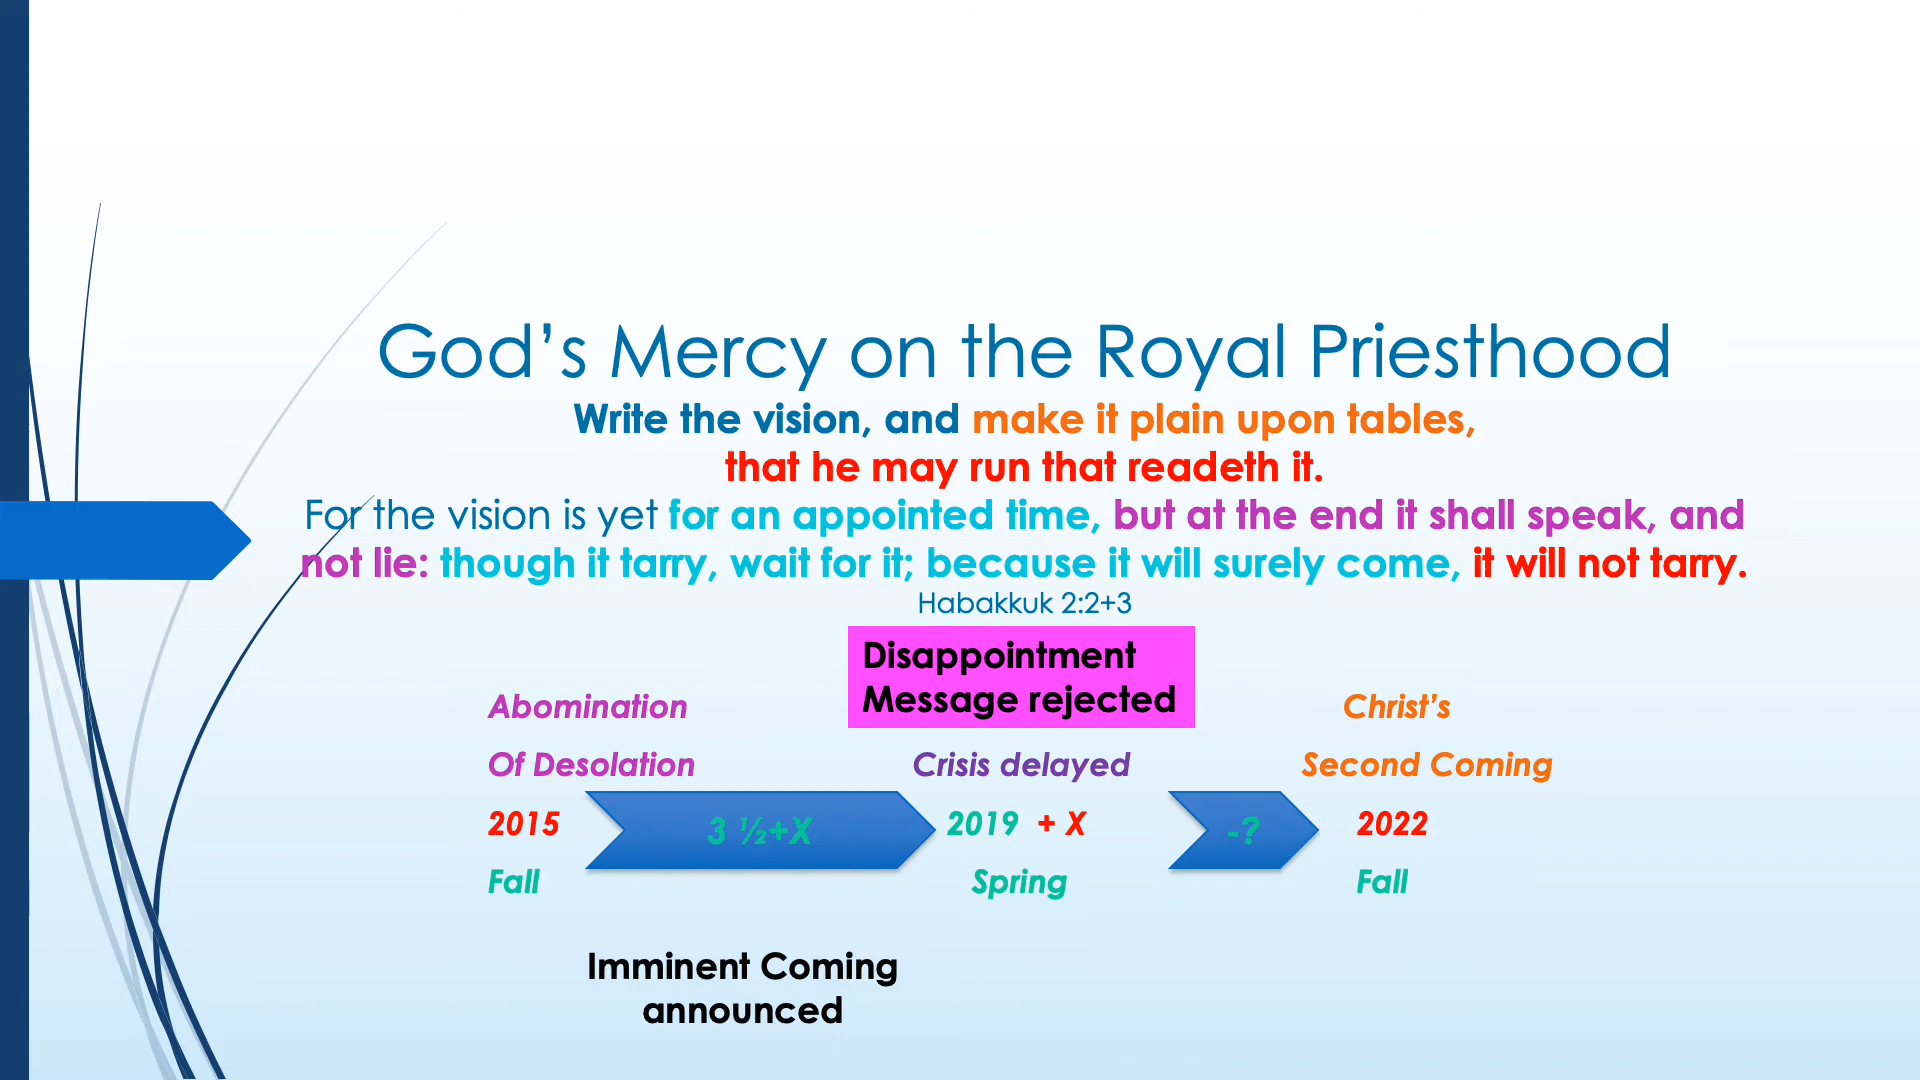 God’s Mercy on the Royal Priesthood
Write the vision, and make it plain upon tables,
that he may run that readeth it.
For the vision is yet for an appointed time, but at the end it shall speak, and
not lie: though it tarry, wait for it; because it will surely come, it will not tarry.
Habakkuk 2:2+3
Disappointment
Message rejected
Abomination Christ’s
Of Desolation Crisis delayed Second Coming
2015 3 ½+X 2019 + X -? 2022
Fall Spring Fall
Imminent Coming
announced